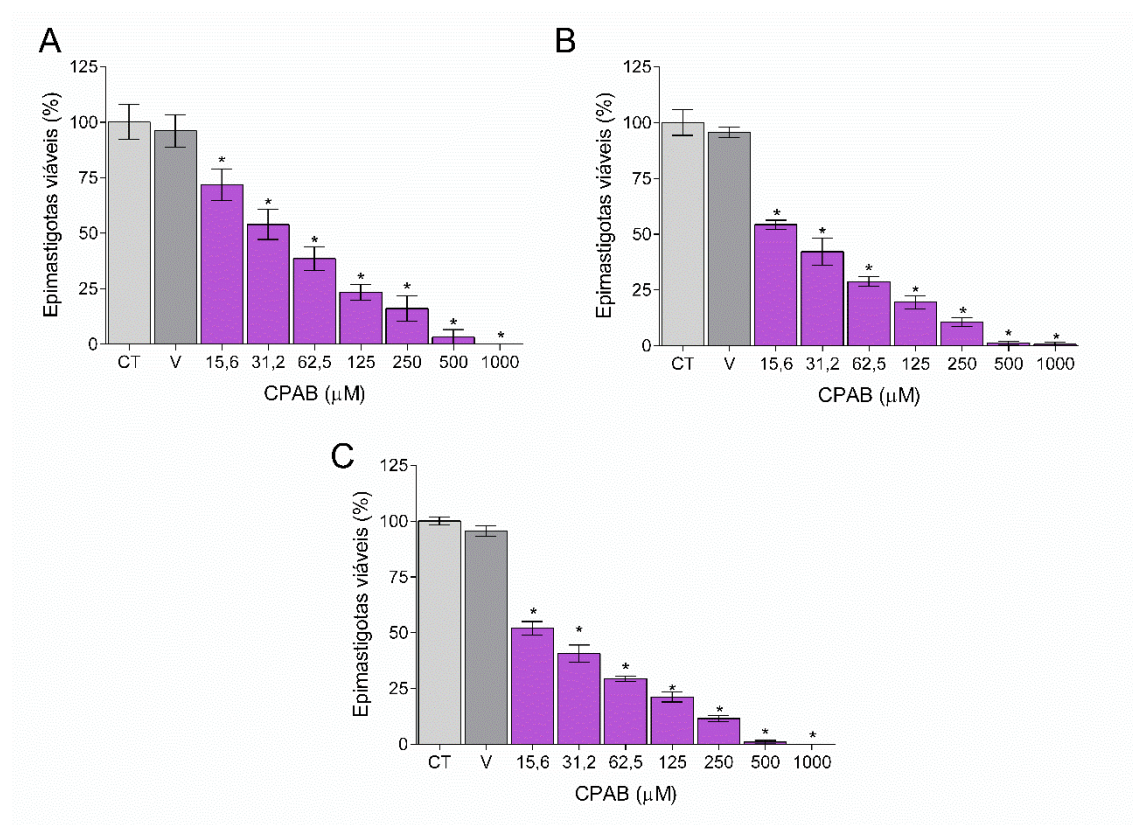 A
Epimastigotas viáveis (%)
125
100
75
50
25
0
* * * * * * *
CT V 15,6 31,2 62,5 125 250 500 1000
CPAB (μM)
B
Epimastigotas viáveis (%)
125
100
75
50
25
0
* * * * * * *
CT V 15,6 31,2 62,5 125 250 500 1000
CPAB (μM)
C
Epimastigotas viáveis (%)
125
100
75
50
25
0
* * * * * * *
CT V 15,6 31,2 62,5 125 250 500 1000
CPAB (μM)